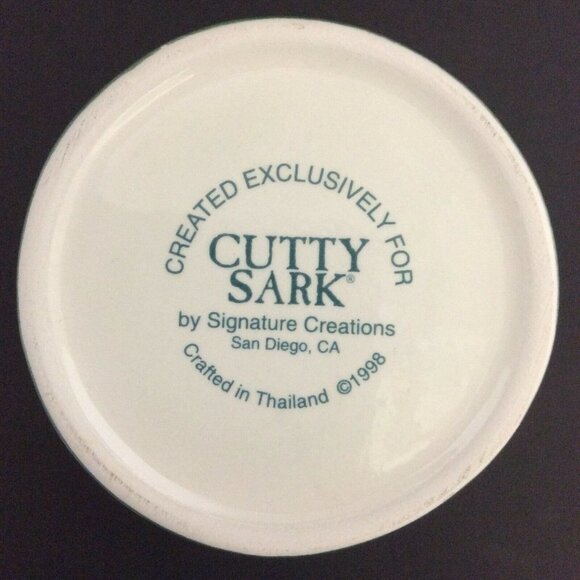 CREATED EXCLUSIVELY FOR
CUTTY
SARK®
by Signature Creations
San Diego, CA
Crafted in Thailand ©1998